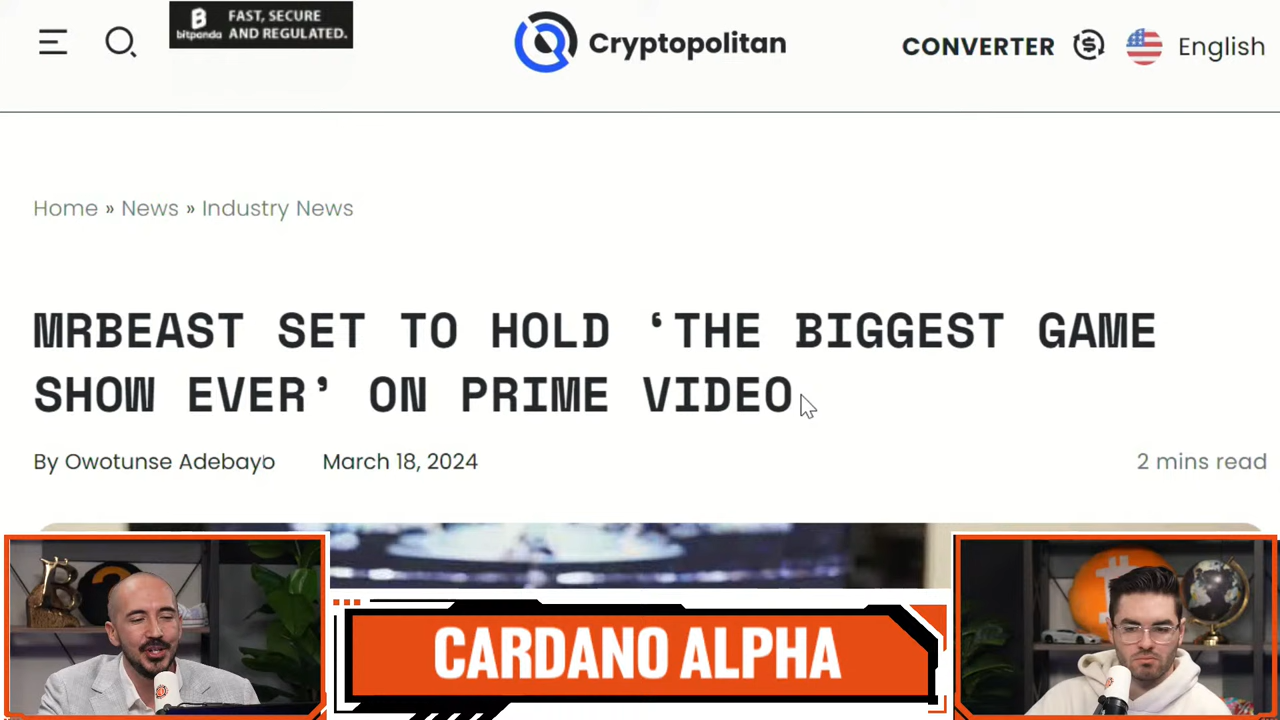 bitpanda
FAST, SECURE
AND REGULATED.
Cryptopolitan
CONVERTER
English
Home » News » Industry News
MRBEAST SET TO HOLD ‘THE BIGGEST GAME
SHOW EVER’ ON PRIME VIDEO
By Owotunse Adebayo
March 18, 2024
2 mins read
CARDANO ALPHA